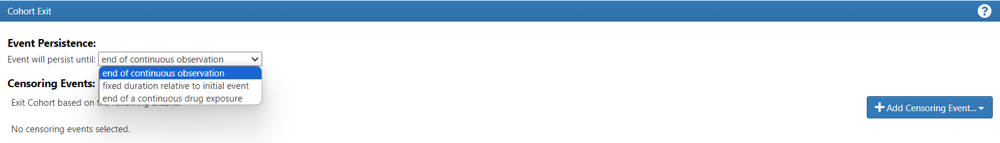 Cohort Exit
Event Persistence:
Event will persist until: end of continuous observation
end of continuous observation
fixed duration relative to initial event
end of a continuous drug exposure
Censoring Events:
Exit Cohort based on
Add Censoring Event...
No censoring events selected.